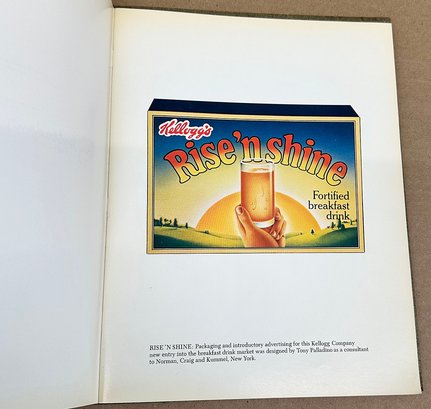 Kellogg's
Rise'n shine
Fortified
breakfast
drink
RISE 'N SHINE: Packaging and introductory advertising for this Kellogg Company
new entry into the breakfast drink market was designed by Tony Palladino as a consultant
to Norman, Craig and Kummel, New York.